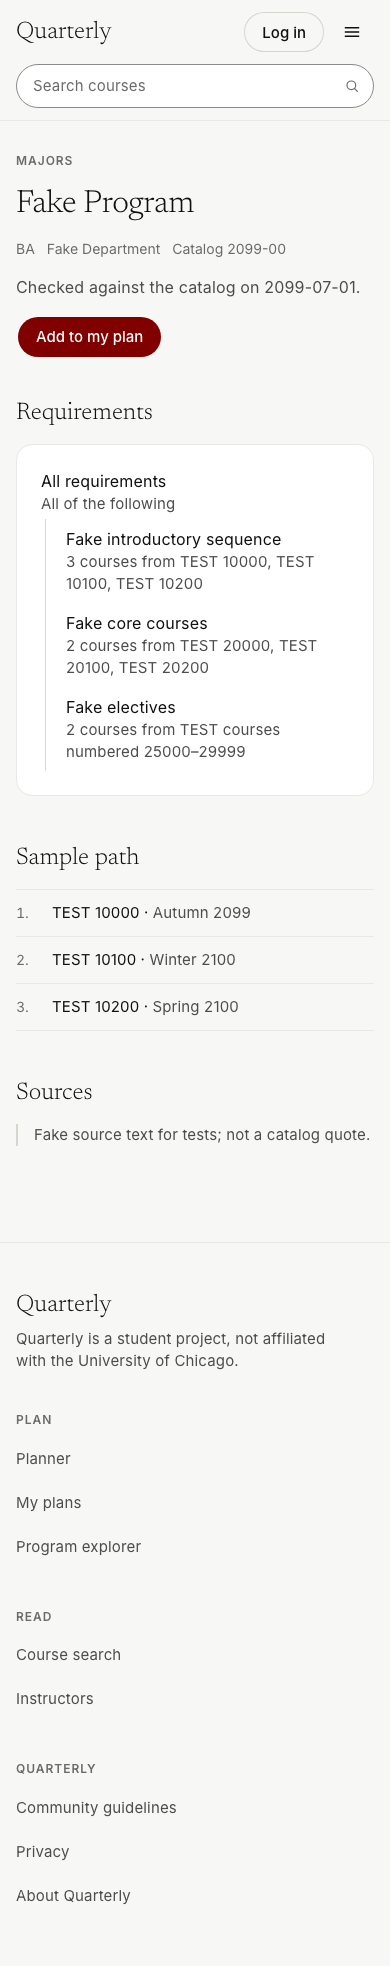 Quarterly
Log in
Search courses
MAJORS
Fake Program
BA Fake Department Catalog 2099-00
Checked against the catalog on 2099-07-01.
Add to my plan
Requirements
All requirements
All of the following
Fake introductory sequence
3 courses from TEST 10000, TEST
10100, TEST 10200
Fake core courses
2 courses from TEST 20000, TEST
20100, TEST 20200
Fake electives
2 courses from TEST courses
numbered 25000–29999
Sample path
1. TEST 10000 · Autumn 2099
2. TEST 10100 · Winter 2100
3. TEST 10200 · Spring 2100
Sources
Fake source text for tests; not a catalog quote.
Quarterly
Quarterly is a student project, not affiliated
with the University of Chicago.
PLAN
Planner
My plans
Program explorer
READ
Course search
Instructors
QUARTERLY
Community guidelines
Privacy
About Quarterly